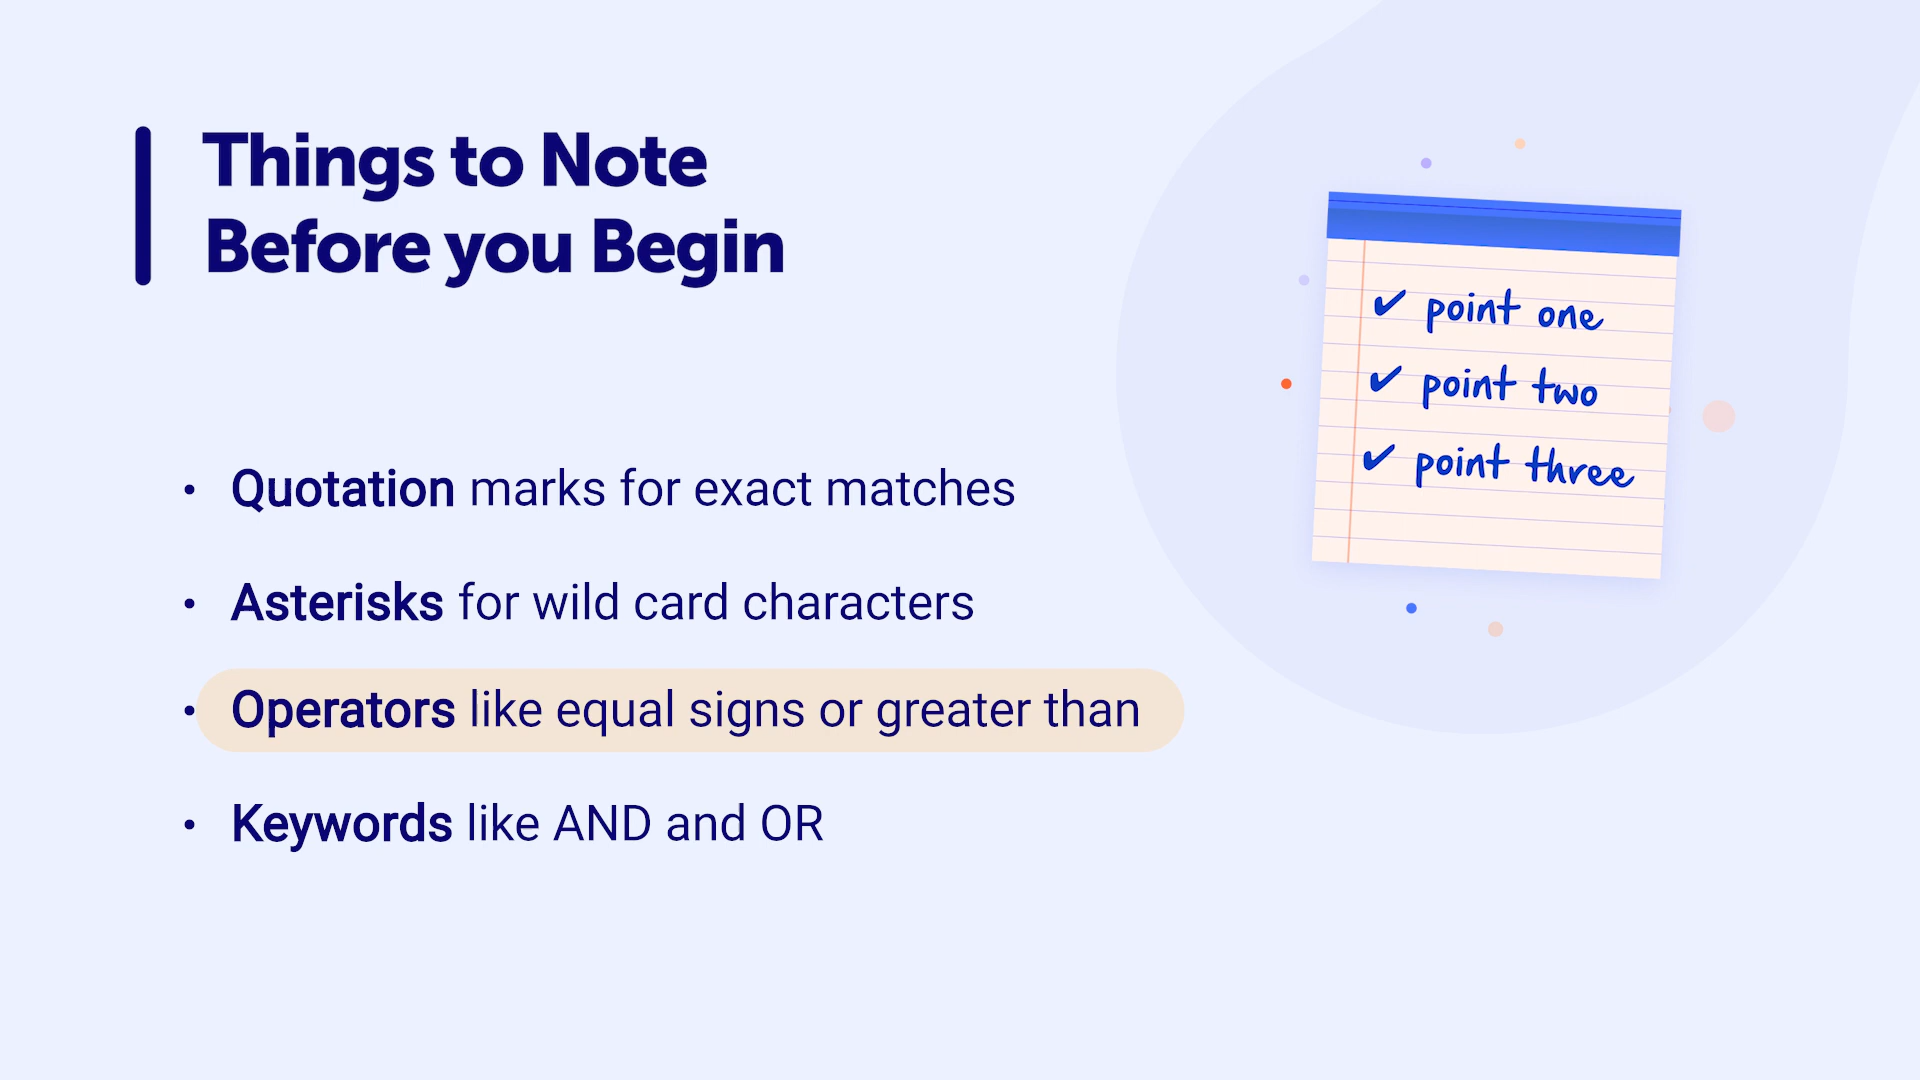 Things to Note
Before you Begin
• Quotation marks for exact matches
• Asterisks for wild card characters
• Operators like equal signs or greater than
• Keywords like AND and OR
✔ point one
✔ point two
✔ point three